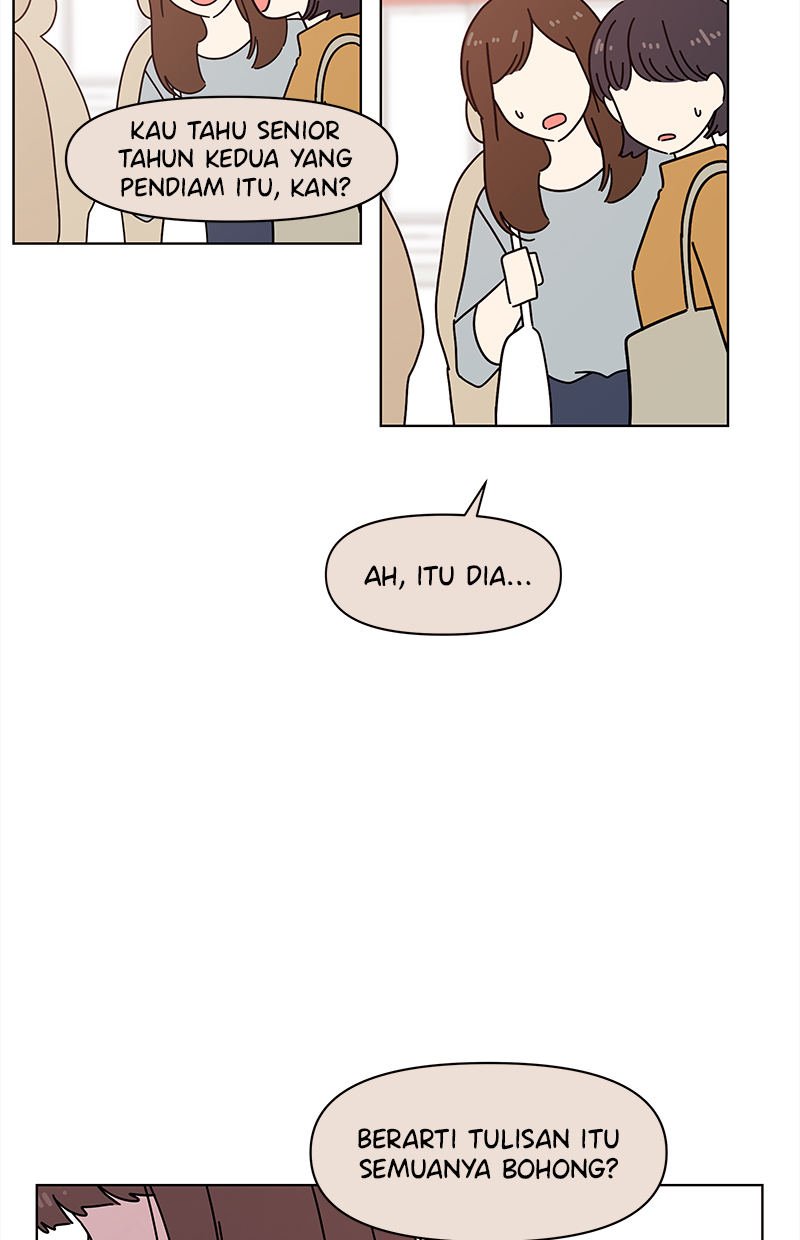 KAU TAHU SENIOR
TAHUN KEDUA YANG
PENDIAM ITU, KAN?
AH, ITU DIA...
BERARTI TULISAN ITU
SEMUANYA BOHONG?